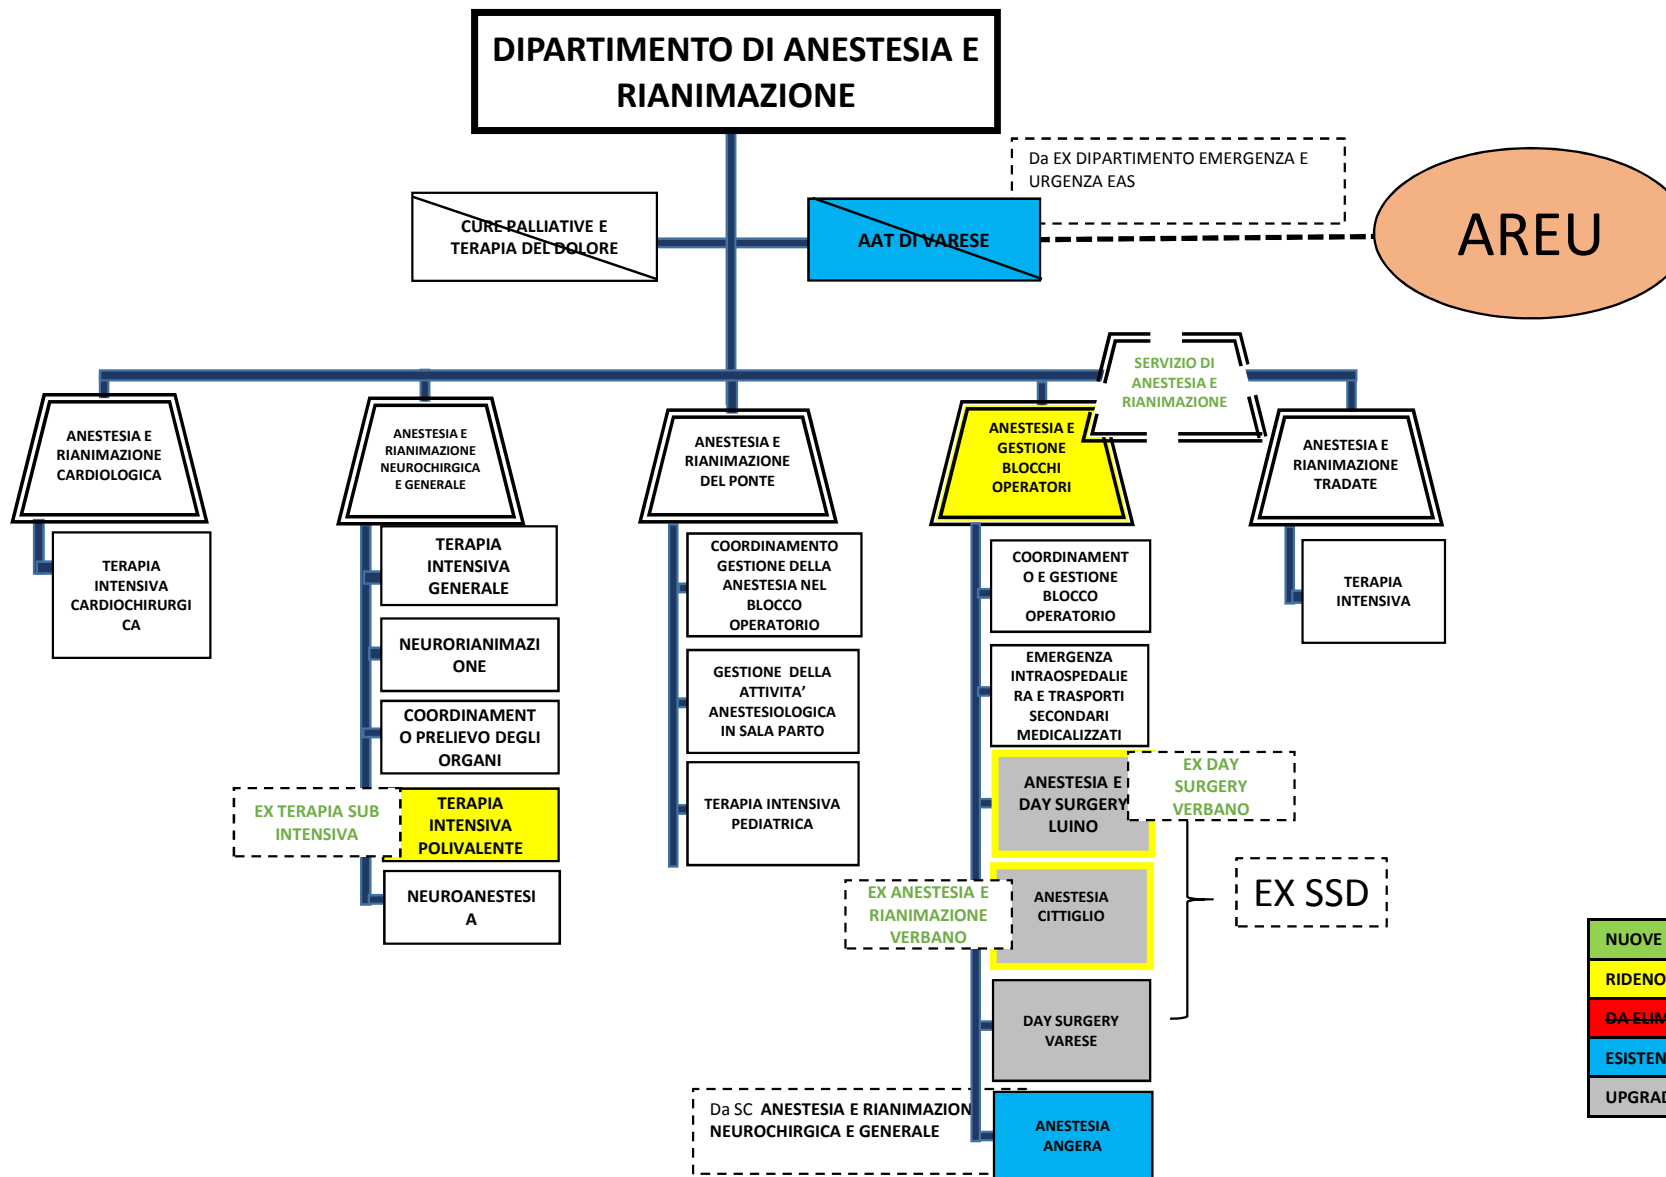 DIPARTIMENTO DI ANESTESIA E
RIANIMAZIONE
Da EX DIPARTIMENTO EMERGENZA E
URGENZA EAS
CURE PALLIATIVE E
TERAPIA DEL DOLORE
AAT DI VARESE
AREU
SERVIZIO DI
ANESTESIA E
RIANIMAZIONE
ANESTESIA E
RIANIMAZIONE
CARDIOLOGICA
ANESTESIA E
RIANIMAZIONE
NEUROCHIRGICA
E GENERALE
ANESTESIA E
RIANIMAZIONE
DEL PONTE
ANESTESIA E
GESTIONE
BLOCCHI
OPERATORI
ANESTESIA E
RIANIMAZIONE
TRADATE
TERAPIA
INTENSIVA
CARDIOCHIRURGI
CA
TERAPIA
INTENSIVA
GENERALE
NEURORIANIMAZI
ONE
COORDINAMENT
O PRELIEVO DEGLI
ORGANI
EX TERAPIA SUB
INTENSIVA
TERAPIA
INTENSIVA
POLIVALENTE
NEUROANESTESI
A
COORDINAMENTO
GESTIONE DELLA
ANESTESIA NEL
BLOCCO
OPERATORIO
GESTIONE DELLA
ATTIVITA’
ANESTESIOLOGICA
IN SALA PARTO
TERAPIA INTENSIVA
PEDIATRICA
COORDINAMENT
O E GESTIONE
BLOCCO
OPERATORIO
EMERGENZA
INTRAOSPEDALIE
RA E TRASPORTI
SECONDARI
MEDICALIZZATI
ANESTESIA E
DAY SURGERY
LUINO
EX DAY
SURGERY
VERBANO
EX ANESTESIA E
RIANIMAZIONE
VERBANO
ANESTESIA
CITTIGLIO
EX SSD
DAY SURGERY
VARESE
Da SC ANESTESIA E RIANIMAZION
NEUROCHIRGICA E GENERALE
ANESTESIA
ANGERA
TERAPIA
INTENSIVA
NUOVE
RIDENO
DA ELIM
ESISTEN
UPGRAD